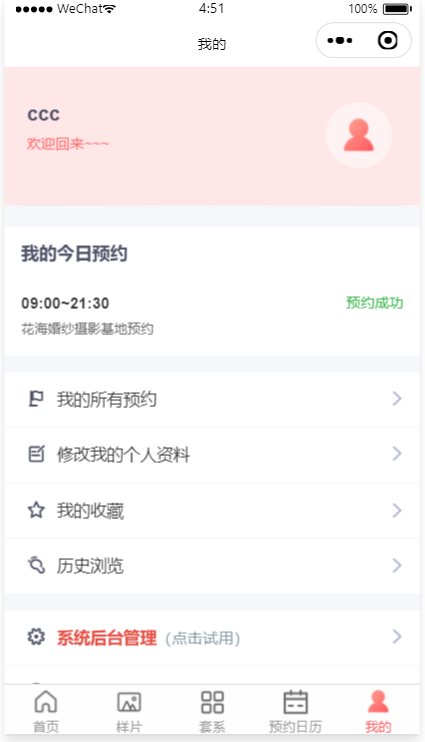 WeChat
4:51
100%
我的
ccc
欢迎回来~~~
我的今日预约
09:00~21:30
预约成功
花海婚纱摄影基地预约
我的所有预约
修改我的个人资料
我的收藏
历史浏览
系统后台管理 (点击试用)
首页
样片
套系
预约日历
我的